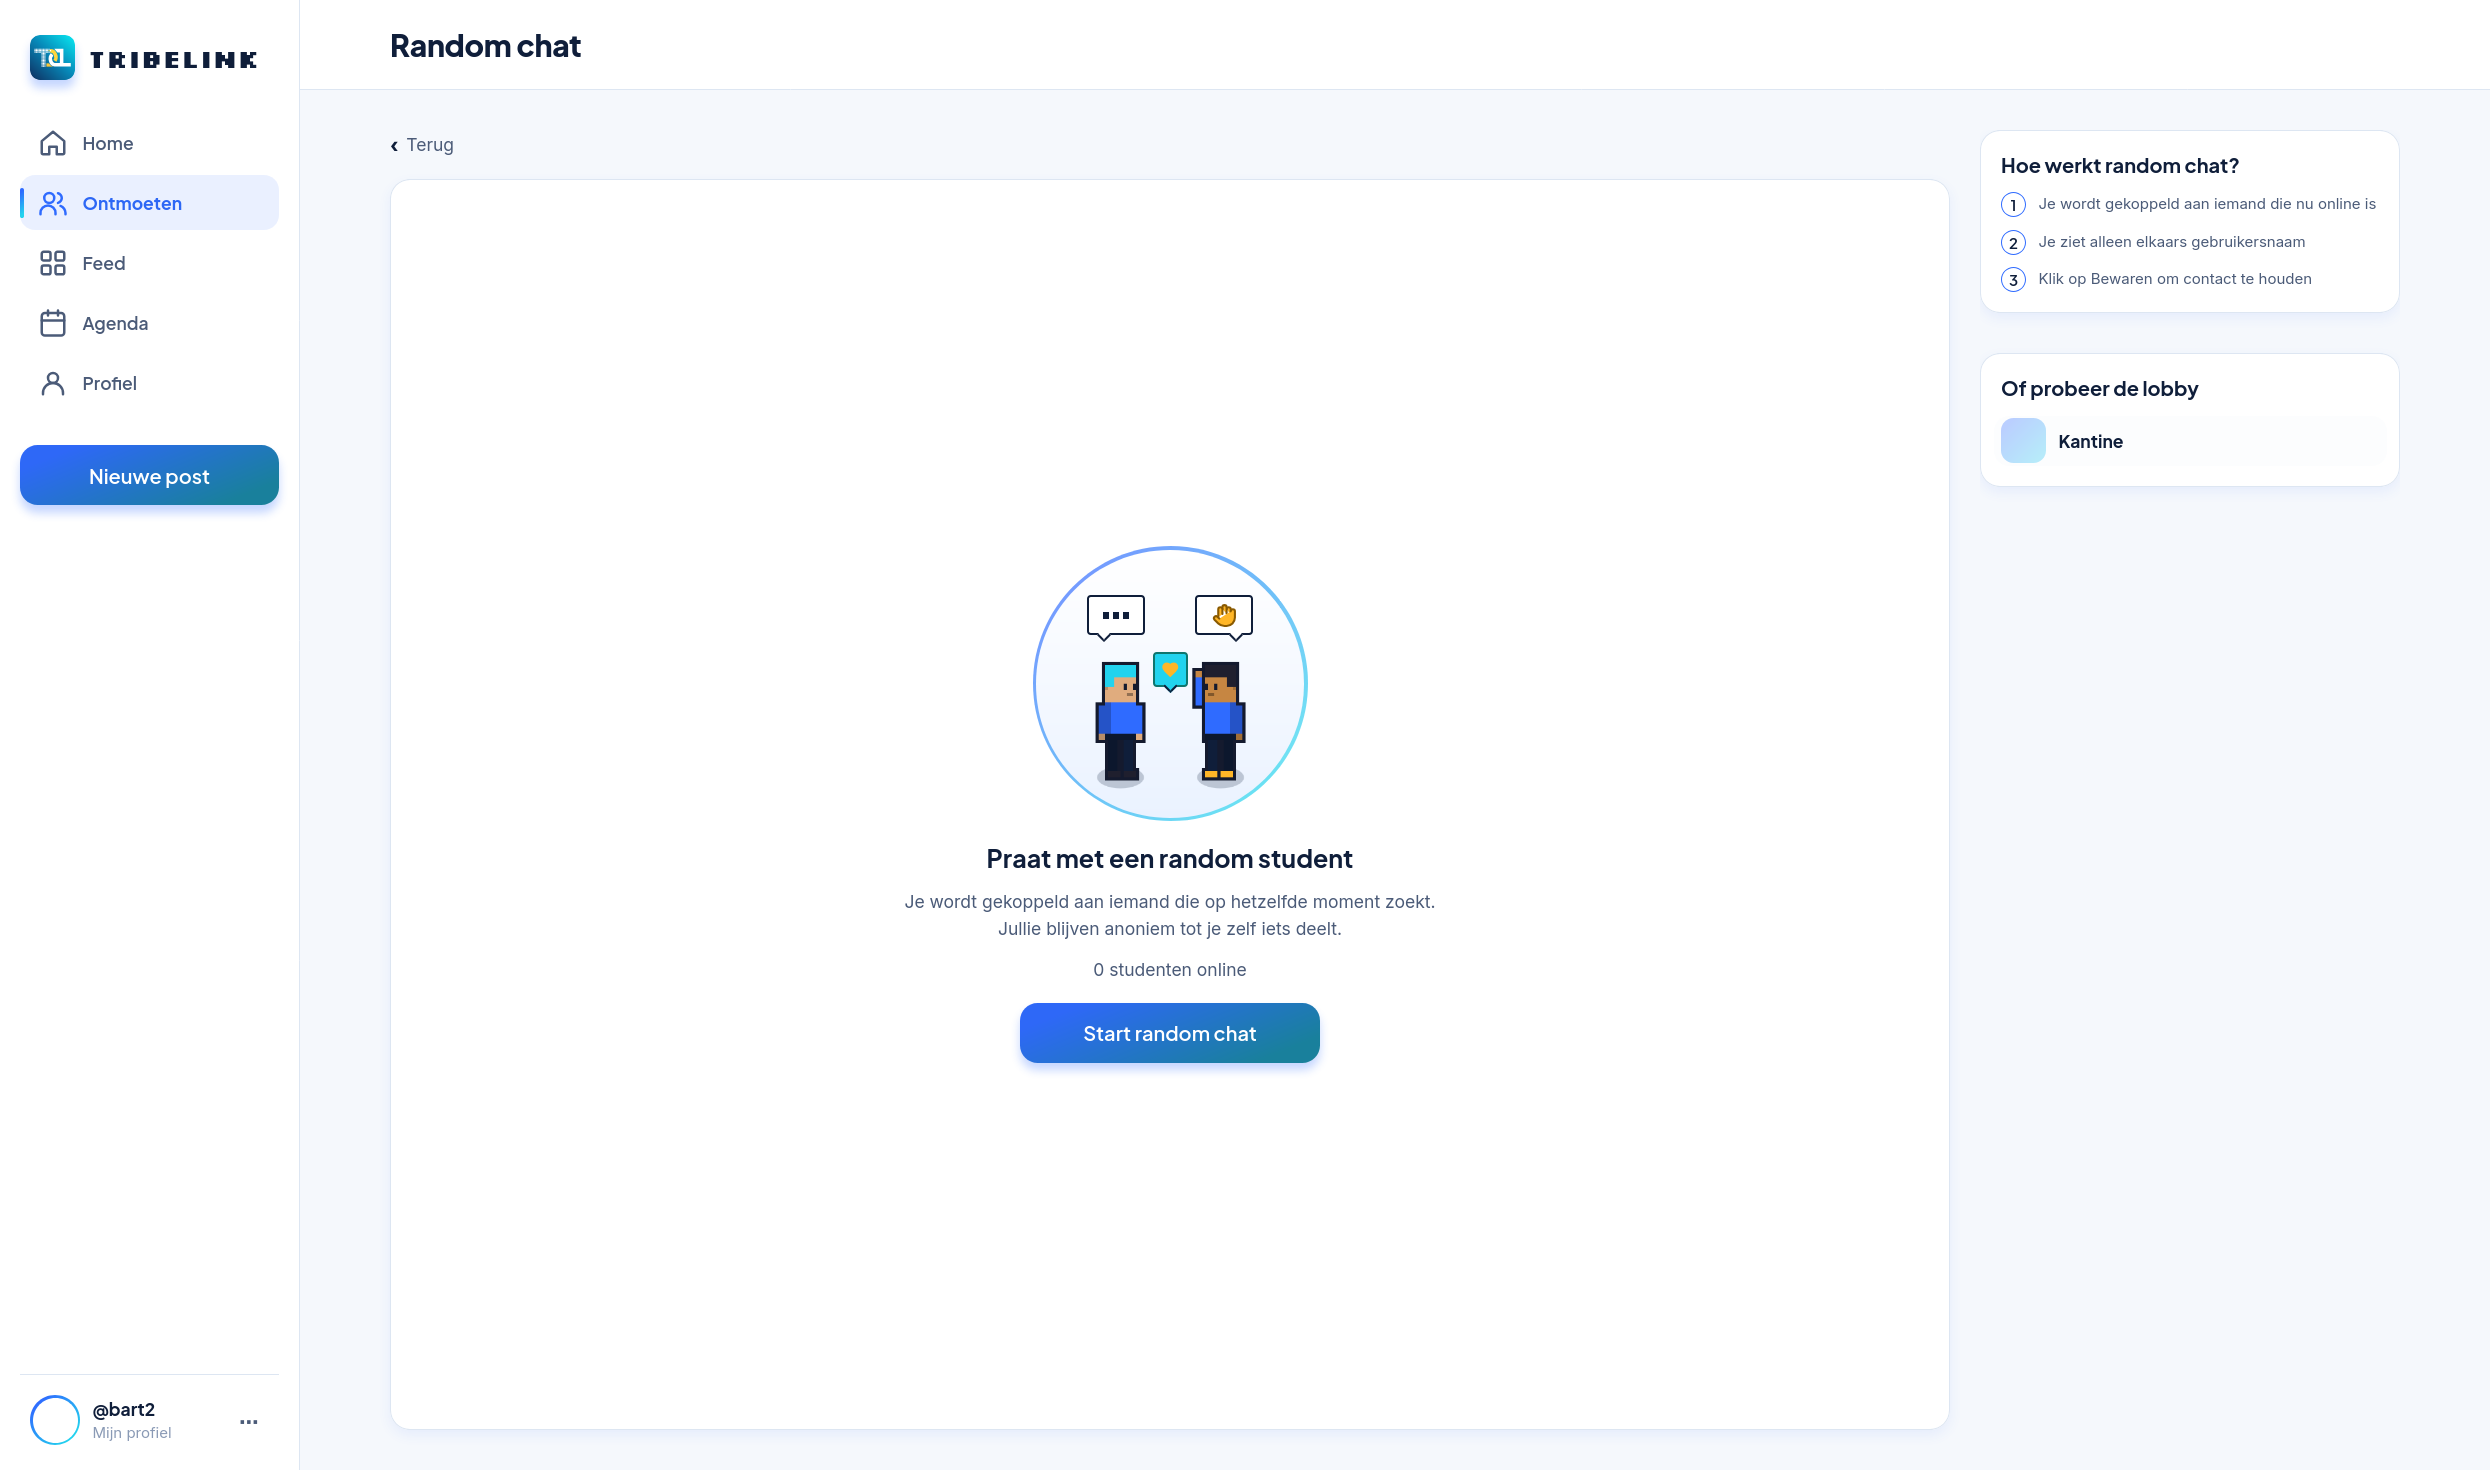 TRIBELINK
Home
Ontmoeten
Feed
Agenda
Profiel
Nieuwe post
@bart2
Mijn profiel
Random chat
‹ Terug
Praat met een random student
Je wordt gekoppeld aan iemand die op hetzelfde moment zoekt.
Jullie blijven anoniem tot je zelf iets deelt.
0 studenten online
Start random chat
Hoe werkt random chat?
1 Je wordt gekoppeld aan iemand die nu online is
2 Je ziet alleen elkaars gebruikersnaam
3 Klik op Bewaren om contact te houden
Of probeer de lobby
Kantine